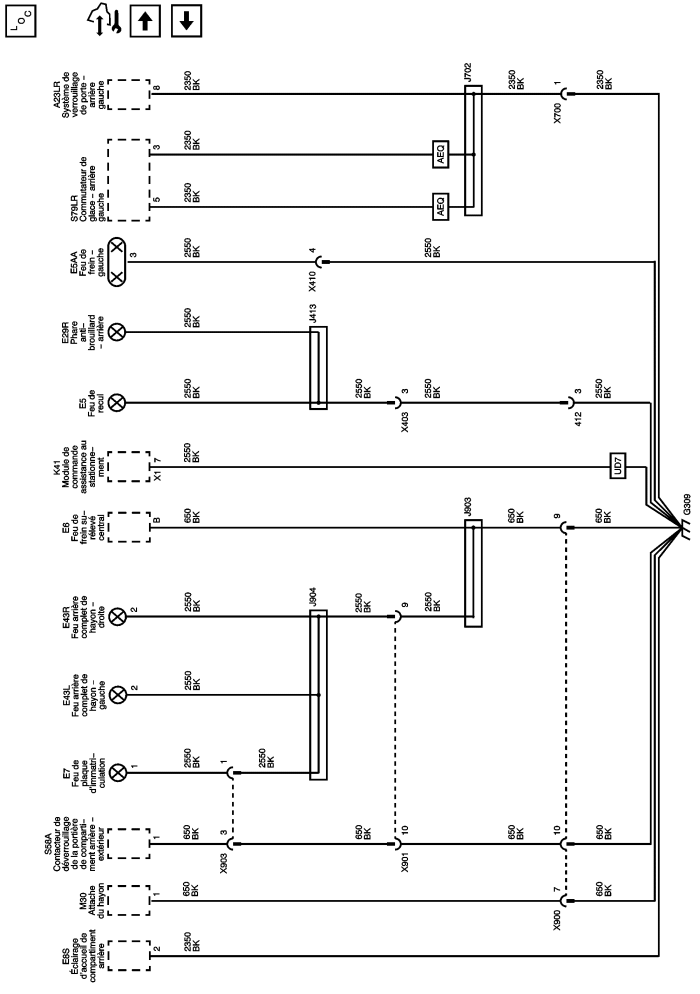 LOC
A23LR
Système de
verrouillage
de porte –
arrière
gauche
8
2350
BK
J702
2350
BK
1
X700
2350
BK
S79LR
Commutateur de
glace – arrière
gauche
3
2350
BK
AEQ
5
2350
BK
AEQ
E5AA
Feu de
frein –
gauche
3
2550
BK
4
X410
2550
BK
E29R
Phare
anti–
brouillard
– arrière
2550
BK
J413
E5
Feu de
recul
2550
BK
2550
BK
3
X403
2550
BK
3
412
2550
BK
K41
Module de
commande
assistance au
stationne–
ment
7
X1
2550
BK
UD7
E6
Feu de
frein su–
rélevé
central
B
650
BK
J903
650
BK
9
650
BK
G309
E43R
Feu arrière
complet de
hayon –
droite
2
2550
BK
J904
2550
BK
9
2550
BK
E43L
Feu arrière
complet de
hayon –
gauche
2
2550
BK
E7
Feu de
plaque
d'immatri–
culation
1
2550
BK
1
2550
BK
S58A
Contacteur de
déverrouillage
de la portière
de comparti–
ment arrière –
extérieur
1
650
BK
3
X903
650
BK
10
X901
650
BK
10
650
BK
M30
Attache
du hayon
1
650
BK
7
X900
650
BK
E8S
Éclairage
d'accueil de
compartiment
arrière
2
2350
BK